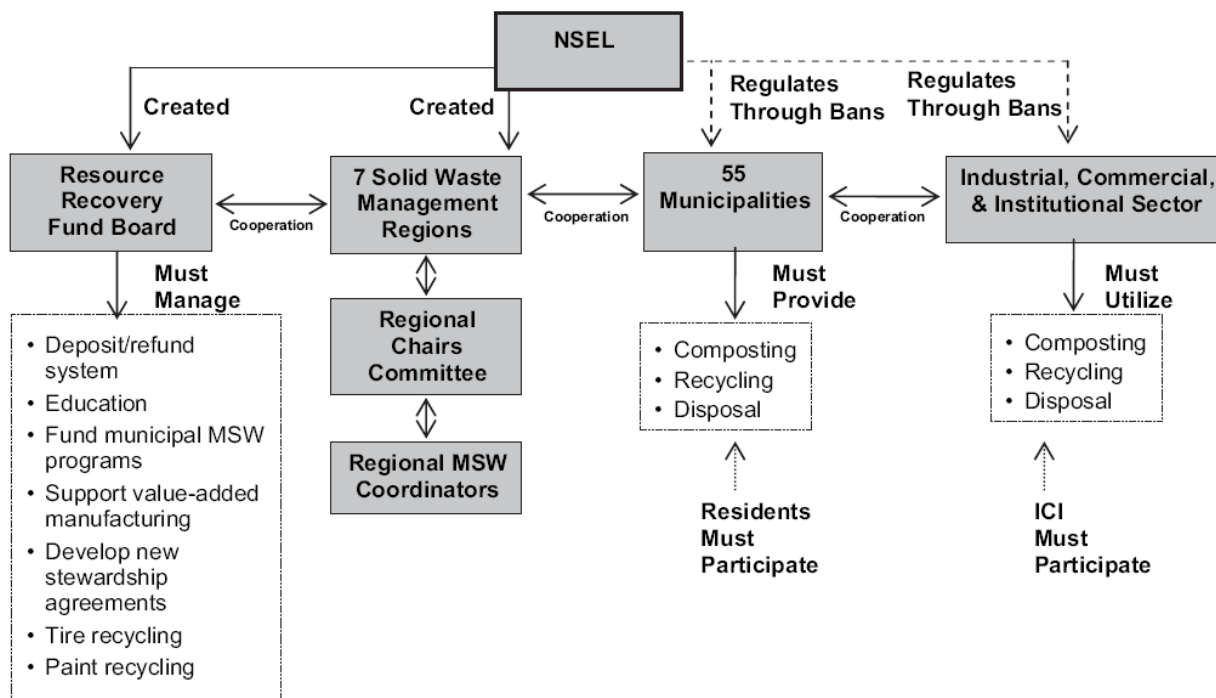 NSEL
Created
Created
Regulates
Through Bans
Regulates
Through Bans
Resource
Recovery
Fund Board
Cooperation
7 Solid Waste
Management
Regions
Cooperation
55
Municipalities
Cooperation
Industrial, Commercial,
& Institutional Sector
Must
Manage
• Deposit/refund
system
• Education
• Fund municipal MSW
programs
• Support value-added
manufacturing
• Develop new
stewardship
agreements
• Tire recycling
• Paint recycling
Regional
Chairs
Committee
Regional MSW
Coordinators
Must
Provide
• Composting
• Recycling
• Disposal
Residents
Must
Participate
Must
Utilize
• Composting
• Recycling
• Disposal
ICI
Must
Participate